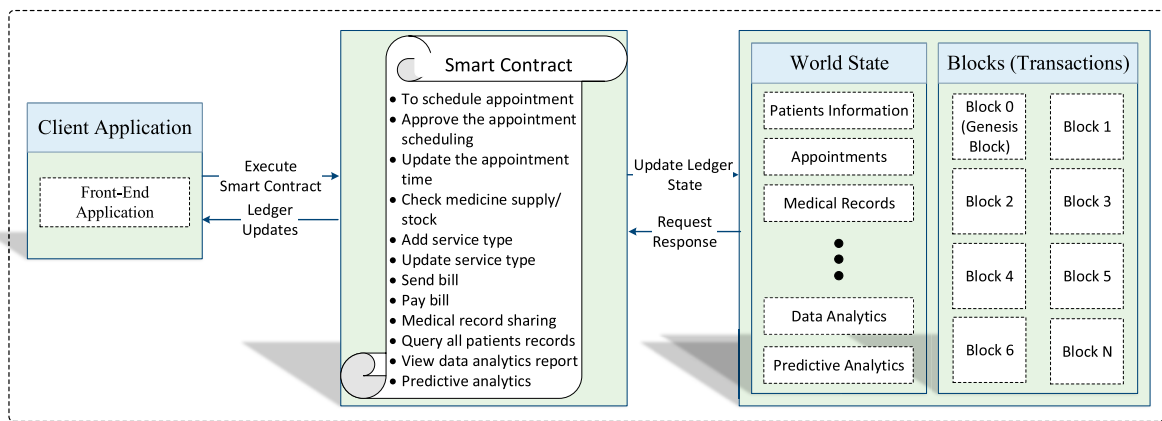 Client Application
Front-End
Application
Execute
Smart Contract
Ledger
Updates
Smart Contract
● To schedule appointment
● Approve the appointment
scheduling
● Update the appointment
time
● Check medicine supply/
stock
● Add service type
● Update service type
● Send bill
● Pay bill
● Medical record sharing
● Query all patients records
● View data analytics report
● Predictive analytics
Update Ledger
State
Request
Response
World State
Patients Information
Appointments
Medical Records
Data Analytics
Predictive Analytics
Blocks (Transactions)
Block 0
(Genesis
Block)
Block 1
Block 2
Block 3
Block 4
Block 5
Block 6
Block N